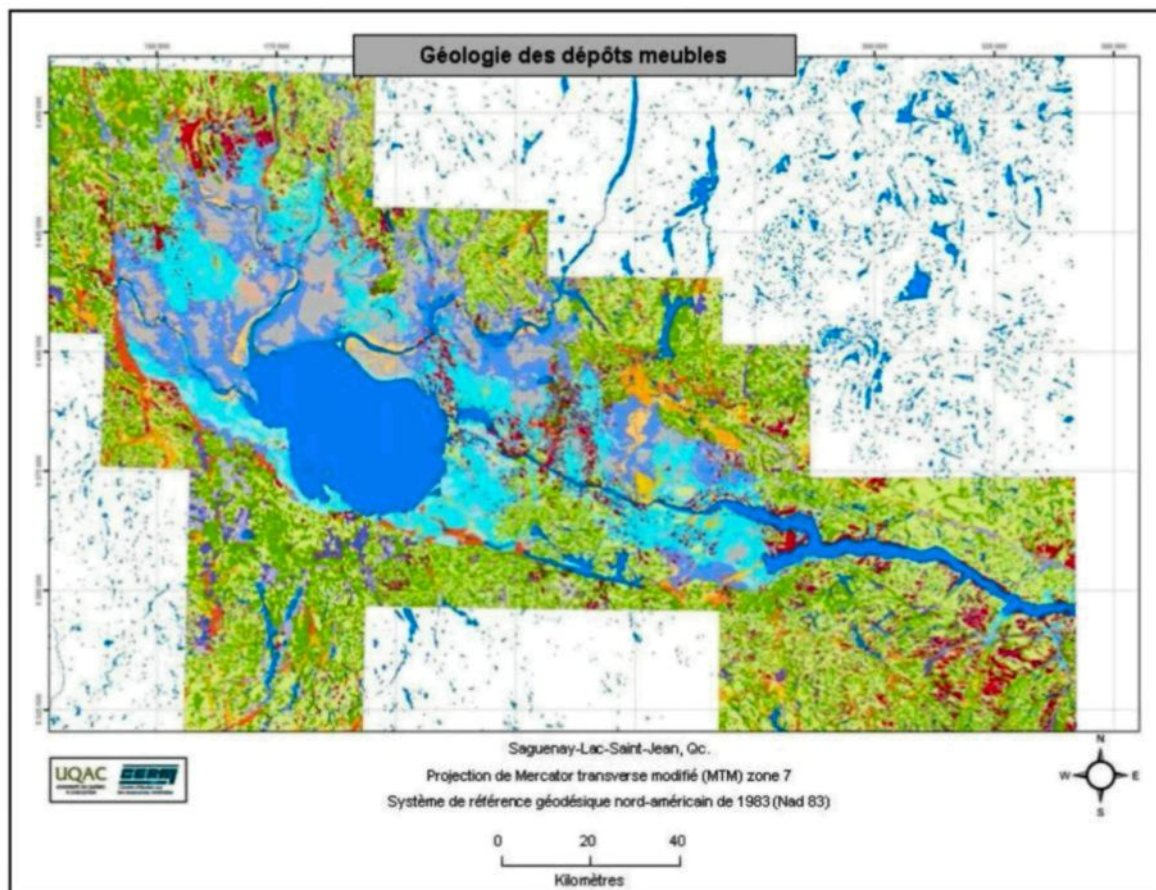 Géologie des dépôts meubles
Saguenay-Lac-Saint-Jean, Qc.
Projection de Mercator transverse modifié (MTM) zone 7
Système de référence géodésique nord-américain de 1983 (Nad 83)
UQAC
CERM
N
W E
S
0 20 40
Kilomètres